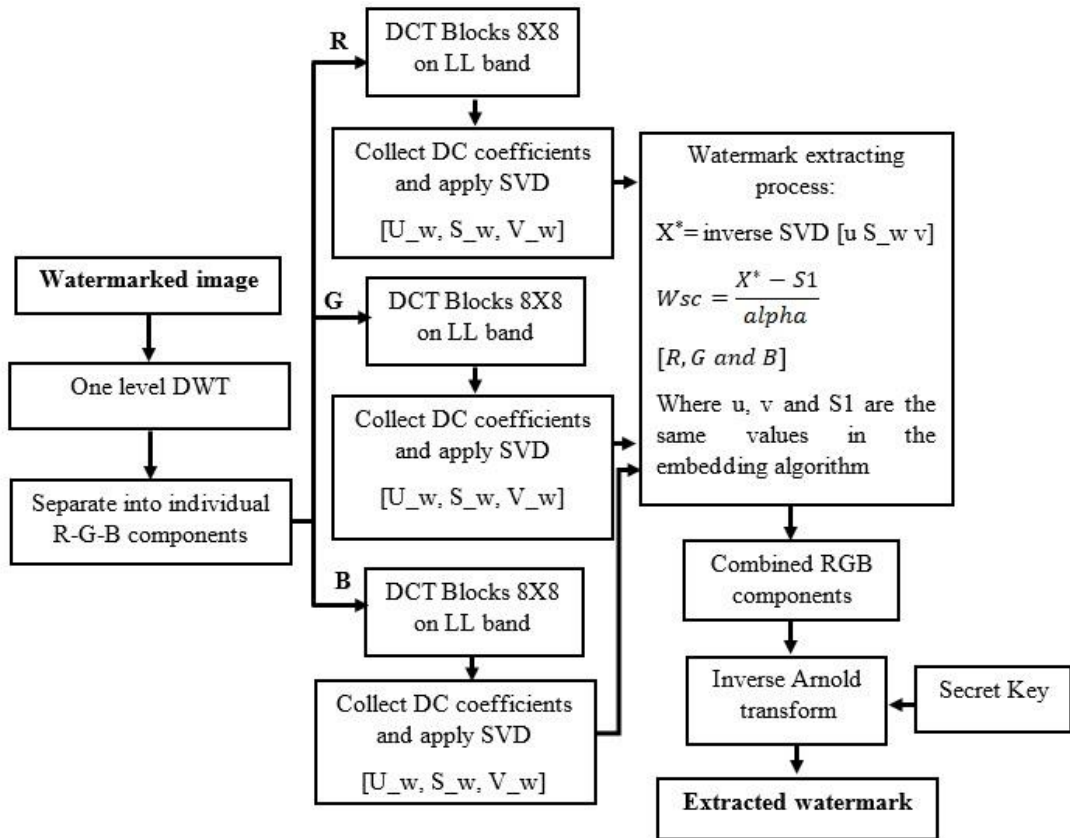 Watermarked image
One level DWT
Separate into individual
R-G-B components
R
DCT Blocks 8X8
on LL band
Collect DC coefficients
and apply SVD
[U_w, S_w, V_w]
G
DCT Blocks 8X8
on LL band
Collect DC coefficients
and apply SVD
[U_w, S_w, V_w]
B
DCT Blocks 8X8
on LL band
Collect DC coefficients
and apply SVD
[U_w, S_w, V_w]
Watermark extracting
process:
X*= inverse SVD [u S_w v]
Wsc = (X* − S1) / alpha
[R, G and B]
Where u, v and S1 are the
same values in the
embedding algorithm
Combined RGB
components
Inverse Arnold
transform
Secret Key
Extracted watermark